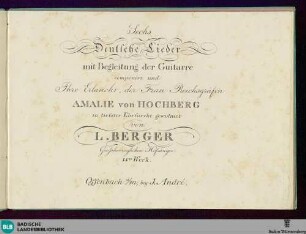 Sechs
Deutsche Lieder
mit Begleitung der Guitarre
componirt und
Ihro Erlaucht, der Frau Reichsgräfin
AMALIE von HOCHBERG
in tiefster Ehrfurcht gewidmet
von
L. BERGER
11tes Werk.
Offenbach a/m, bey J. André.
BLB BADISCHE
LANDESBIBLIOTHEK